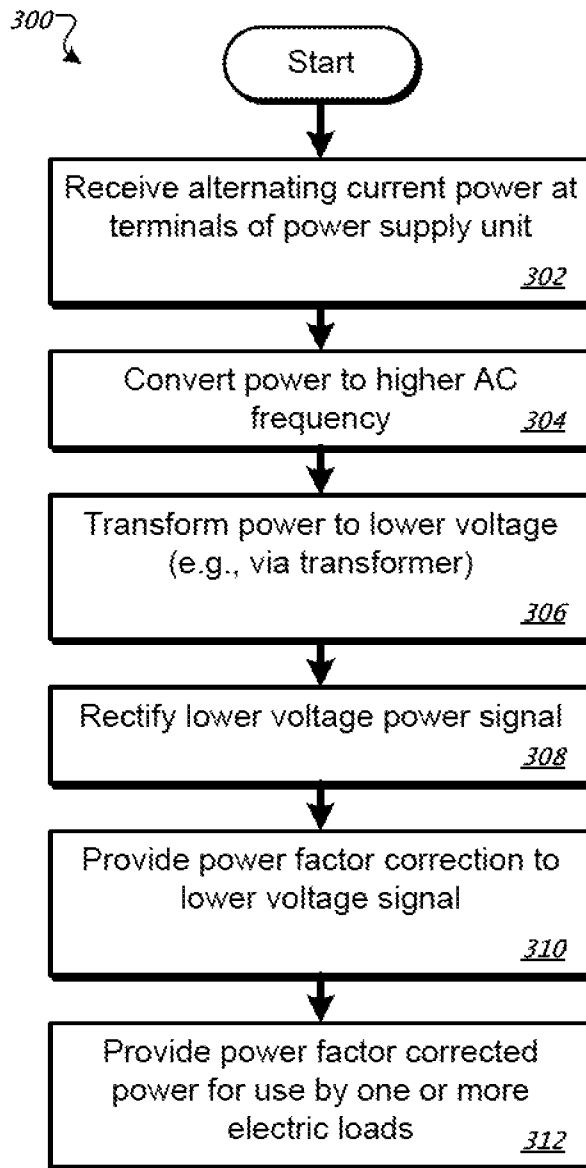 300
Start
Receive alternating current power at
terminals of power supply unit
302
Convert power to higher AC
frequency
304
Transform power to lower voltage
(e.g., via transformer)
306
Rectify lower voltage power signal
308
Provide power factor correction to
lower voltage signal
310
Provide power factor corrected
power for use by one or more
electric loads
312